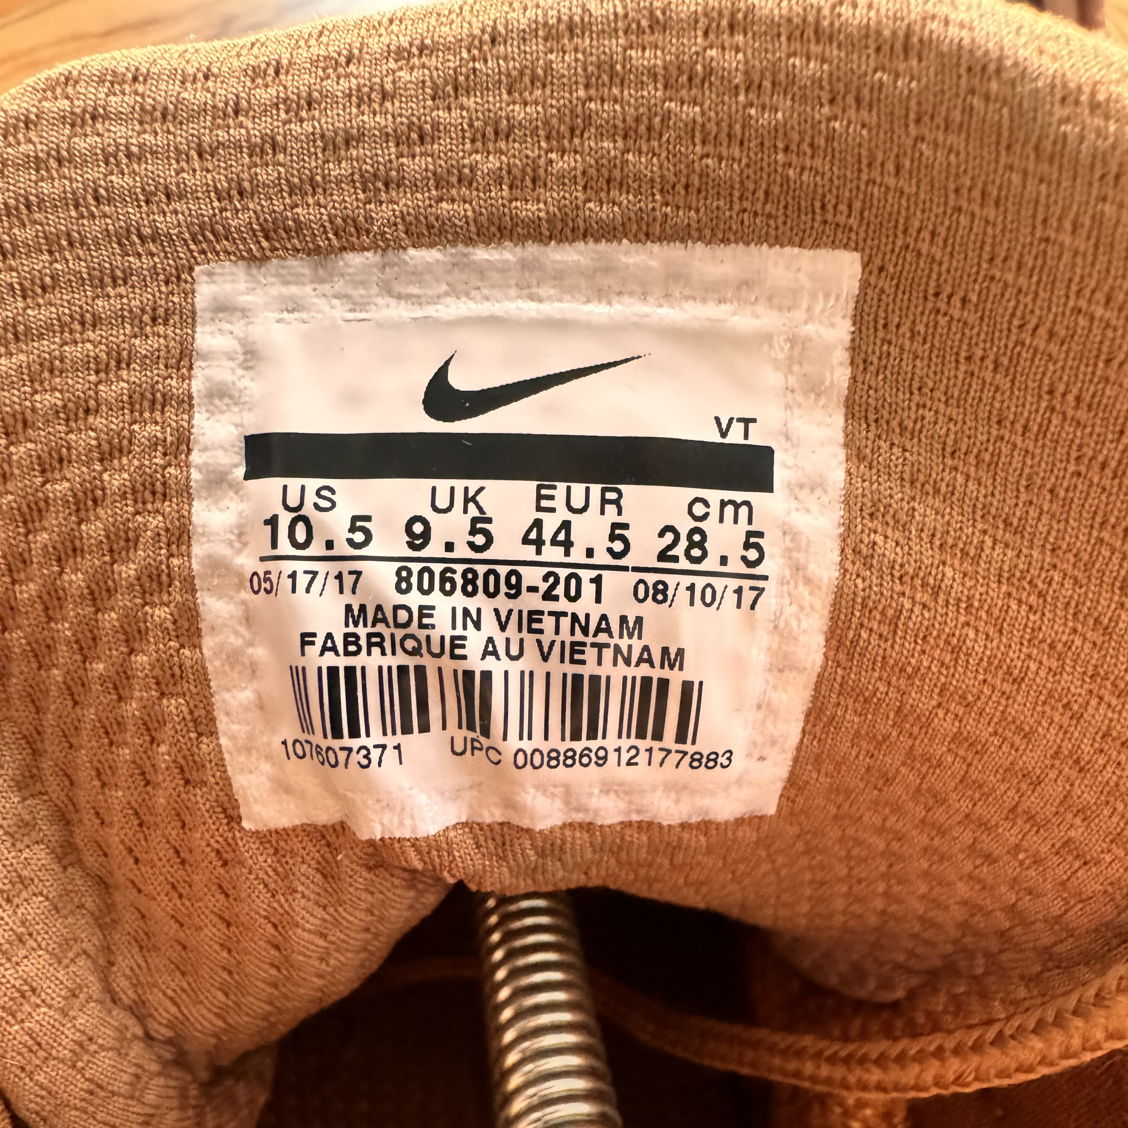 VT
US UK EUR cm
10.5 9.5 44.5 28.5
05/17/17 806809-201 08/10/17
MADE IN VIETNAM
FABRIQUE AU VIETNAM
107607371 UPC 00886912177883